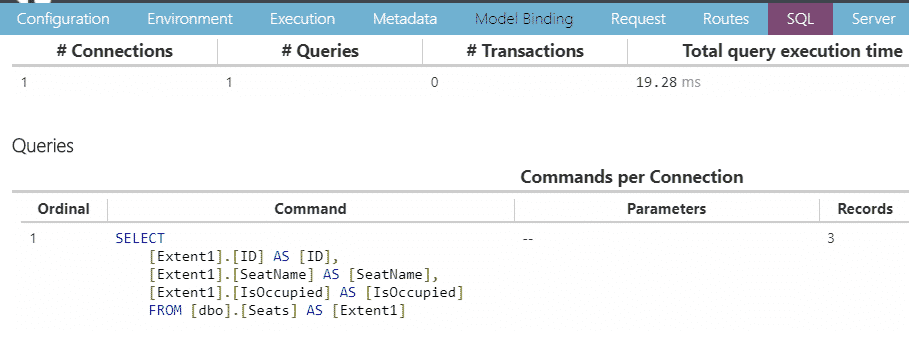 Configuration Environment Execution Metadata Model Binding Request Routes SQL Server
# Connections # Queries # Transactions Total query execution time
1 1 0 19.28 ms
Queries
Commands per Connection
Ordinal Command Parameters Records
1 SELECT -- 3
[Extent1].[ID] AS [ID],
[Extent1].[SeatName] AS [SeatName],
[Extent1].[IsOccupied] AS [IsOccupied]
FROM [dbo].[Seats] AS [Extent1]